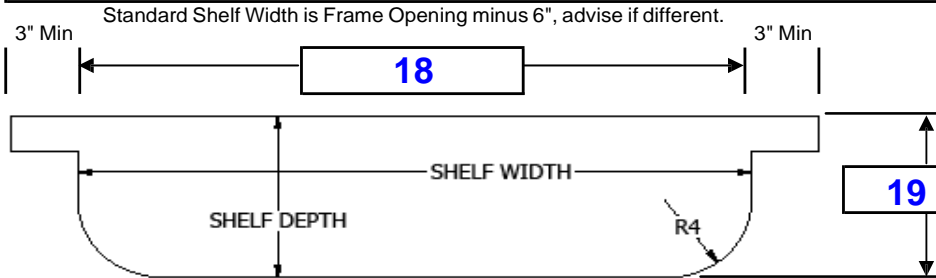 Standard Shelf Width is Frame Opening minus 6", advise if different.
3" Min
3" Min
18
SHELF WIDTH
19
SHELF DEPTH
R4